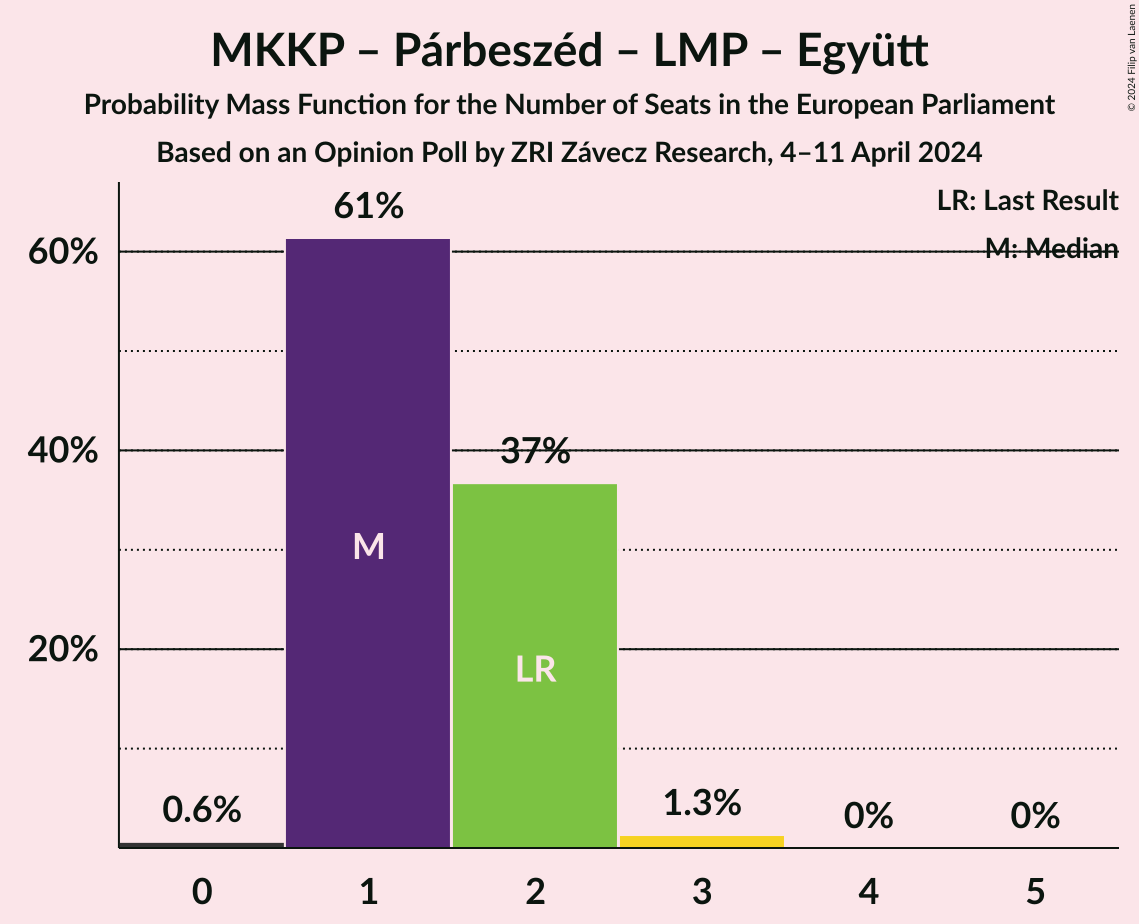 MKKP – Párbeszéd – LMP – Együtt
Probability Mass Function for the Number of Seats in the European Parliament
Based on an Opinion Poll by ZRI Závecz Research, 4–11 April 2024
© 2024 Filip van Laenen
LR: Last Result
M: Median
61%
60%
40%
37%
M
20%
LR
0.6%
1.3%
0%
0%
0
1
2
3
4
5